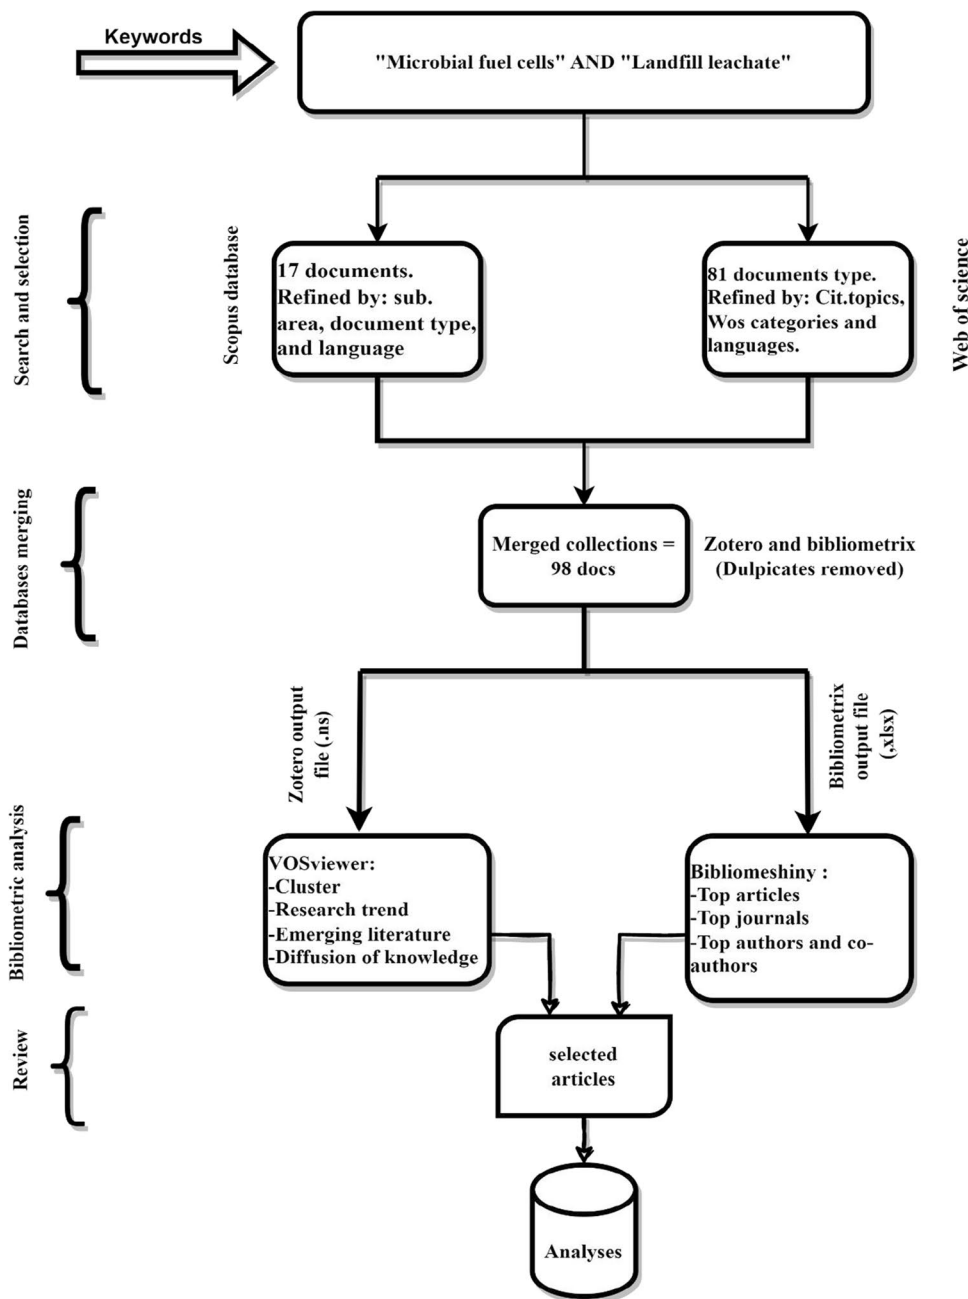 Keywords
"Microbial fuel cells" AND "Landfill leachate"
Search and selection
Scopus database
17 documents.
Refined by: sub.
area, document type,
and language
81 documents type.
Refined by: Cit.topics,
Wos categories and
languages.
Web of science
Databases merging
Merged collections =
98 docs
Zotero and bibliometrix
(Dulpicates removed)
Zotero output
file (.ns)
Bibliometrix
output file
(,xlsx)
Bibliometric analysis
VOSviewer:
-Cluster
-Research trend
-Emerging literature
-Diffusion of knowledge
Bibliomeshiny :
-Top articles
-Top journals
-Top authors and co-
authors
Review
selected
articles
Analyses